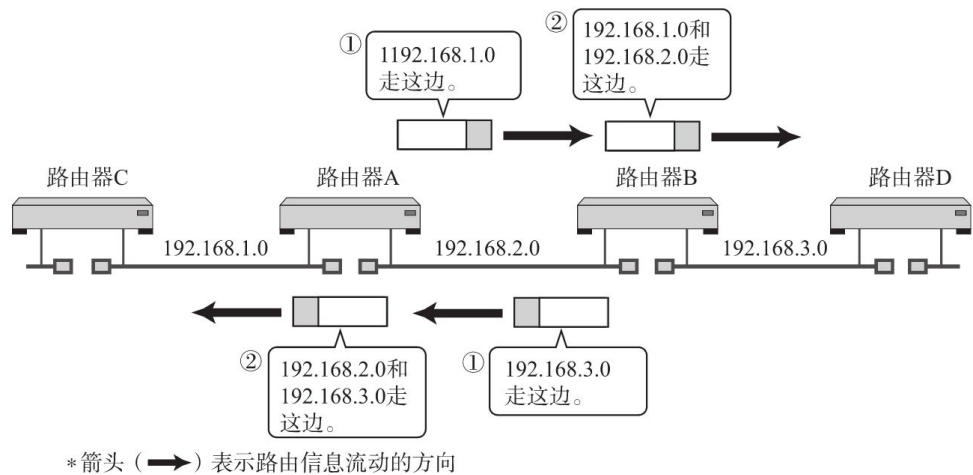 ①
1192.168.1.0
走这边。
②
192.168.1.0和
192.168.2.0走
这边。
路由器C
路由器A
路由器B
路由器D
192.168.1.0
192.168.2.0
192.168.3.0
②
192.168.2.0和
192.168.3.0走
这边。
①
192.168.3.0
走这边。
*箭头（➡）表示路由信息流动的方向